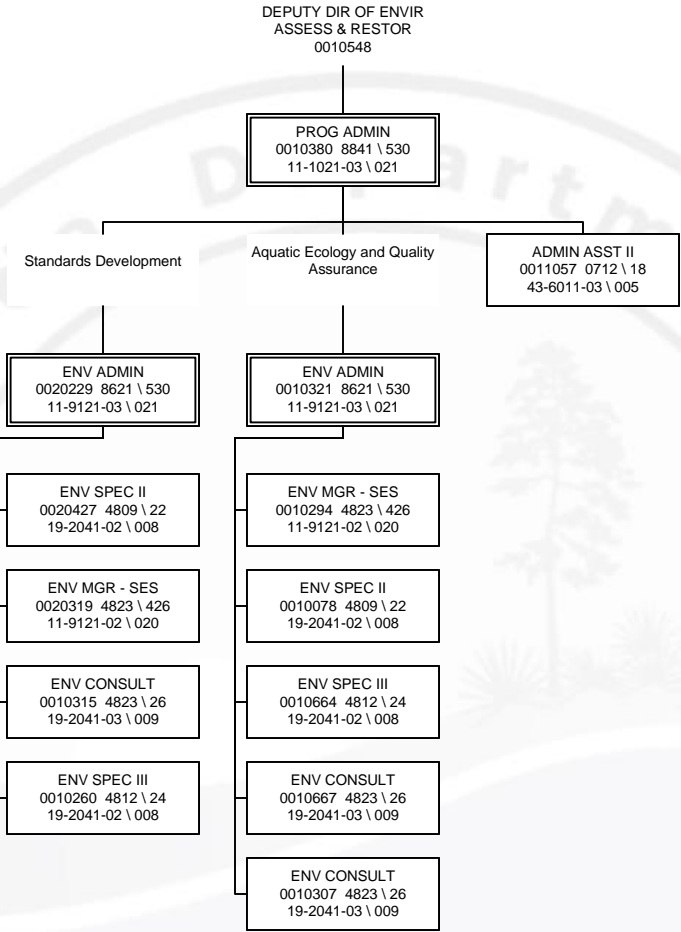 DEPUTY DIR OF ENVIR
ASSESS & RESTOR
0010548
PROG ADMIN
0010380 8841 \ 530
11-1021-03 \ 021
Standards Development
Aquatic Ecology and Quality
Assurance
ADMIN ASST II
0011057 0712 \ 18
43-6011-03 \ 005
ENV ADMIN
0020229 8621 \ 530
11-9121-03 \ 021
ENV ADMIN
0010321 8621 \ 530
11-9121-03 \ 021
ENV SPEC II
0020427 4809 \ 22
19-2041-02 \ 008
ENV MGR - SES
0020319 4823 \ 426
11-9121-02 \ 020
ENV CONSULT
0010315 4823 \ 26
19-2041-03 \ 009
ENV SPEC III
0010260 4812 \ 24
19-2041-02 \ 008
ENV MGR - SES
0010294 4823 \ 426
11-9121-02 \ 020
ENV SPEC II
0010078 4809 \ 22
19-2041-02 \ 008
ENV SPEC III
0010664 4812 \ 24
19-2041-02 \ 008
ENV CONSULT
0010667 4823 \ 26
19-2041-03 \ 009
ENV CONSULT
0010307 4823 \ 26
19-2041-03 \ 009